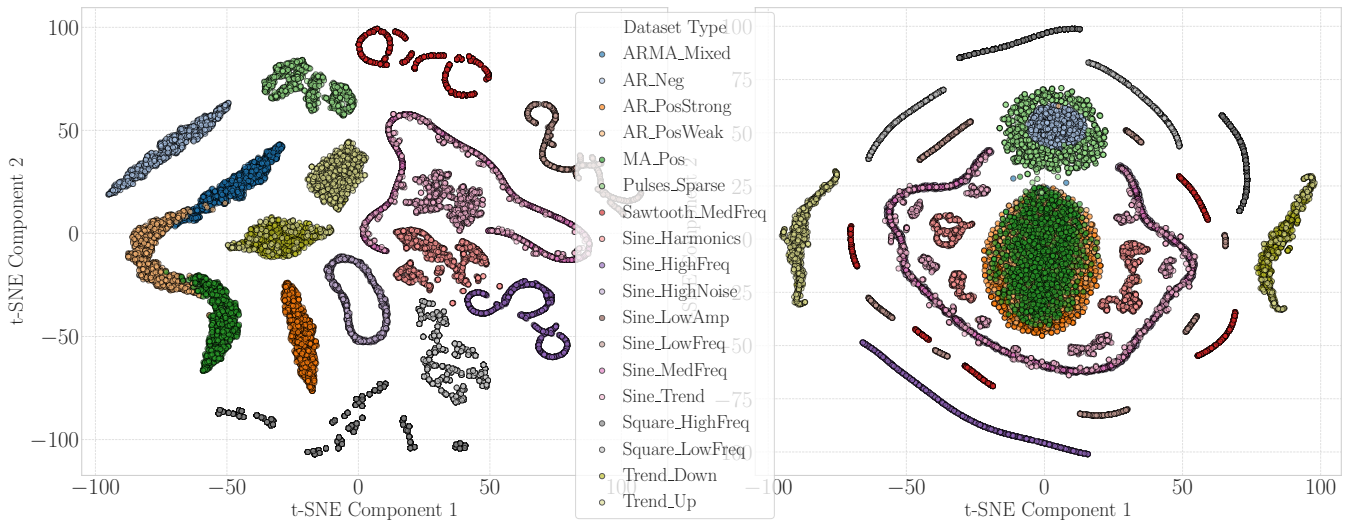 100
50
0
−50
−100
t-SNE Component 2
−100
−50
0
50
100
t-SNE Component 1
Dataset Type
ARMA_Mixed
AR_Neg
AR_PosStrong
AR_PosWeak
MA_Pos
Pulses_Sparse
Sawtooth_MedFreq
Sine_Harmonics
Sine_HighFreq
Sine_HighNoise
Sine_LowAmp
Sine_LowFreq
Sine_MedFreq
Sine_Trend
Square_HighFreq
Square_LowFreq
Trend_Down
Trend_Up
100
75
50
25
0
−25
−50
−75
−100
−50
0
50
100
t-SNE Component 1